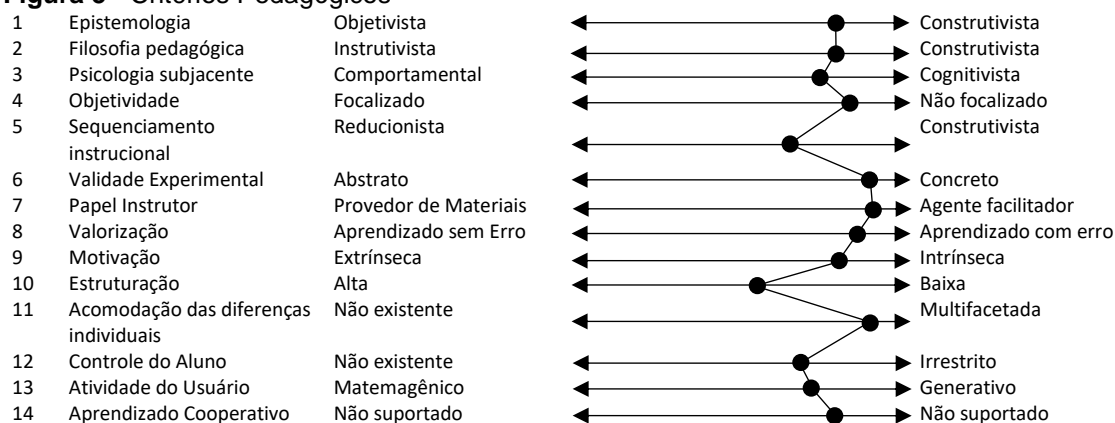 Figura 3 - Critérios Pedagógicos
1 Epistemologia Objetivista Construtivista
2 Filosofia pedagógica Instrutivista Construtivista
3 Psicologia subjacente Comportamental Cognitivista
4 Objetividade Focalizado Não focalizado
5 Sequenciamento Reducionista Construtivista
instrucional
6 Validade Experimental Abstrato Concreto
7 Papel Instrutor Provedor de Materiais Agente facilitador
8 Valorização Aprendizado sem Erro Aprendizado com erro
9 Motivação Extrínseca Intrínseca
10 Estruturação Alta Baixa
11 Acomodação das diferenças Não existente Multifacetada
individuais
12 Controle do Aluno Não existente Irrestrito
13 Atividade do Usuário Matemagênico Generativo
14 Aprendizado Cooperativo Não suportado Não suportado